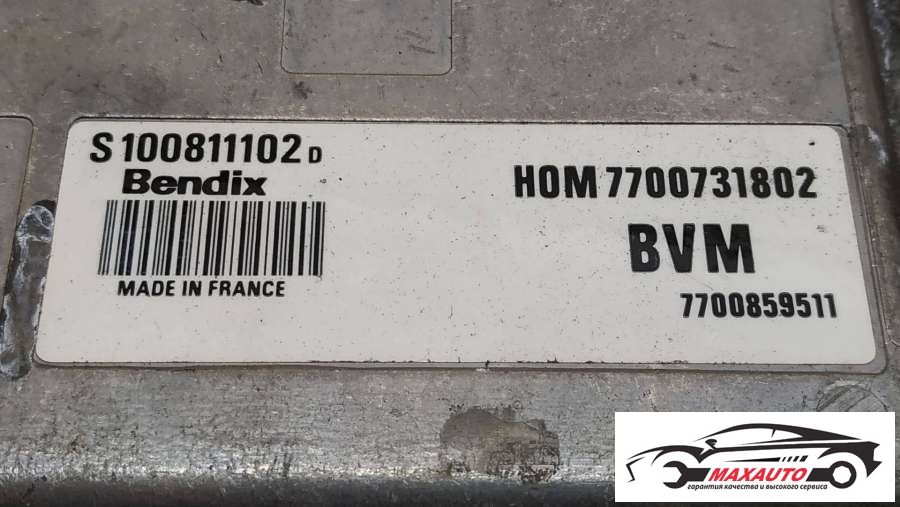 S100811102 D
Bendix
MADE IN FRANCE
HOM 7700731802
BVM
7700859511
MAXAUTO
гарантия качества и высокого сервиса